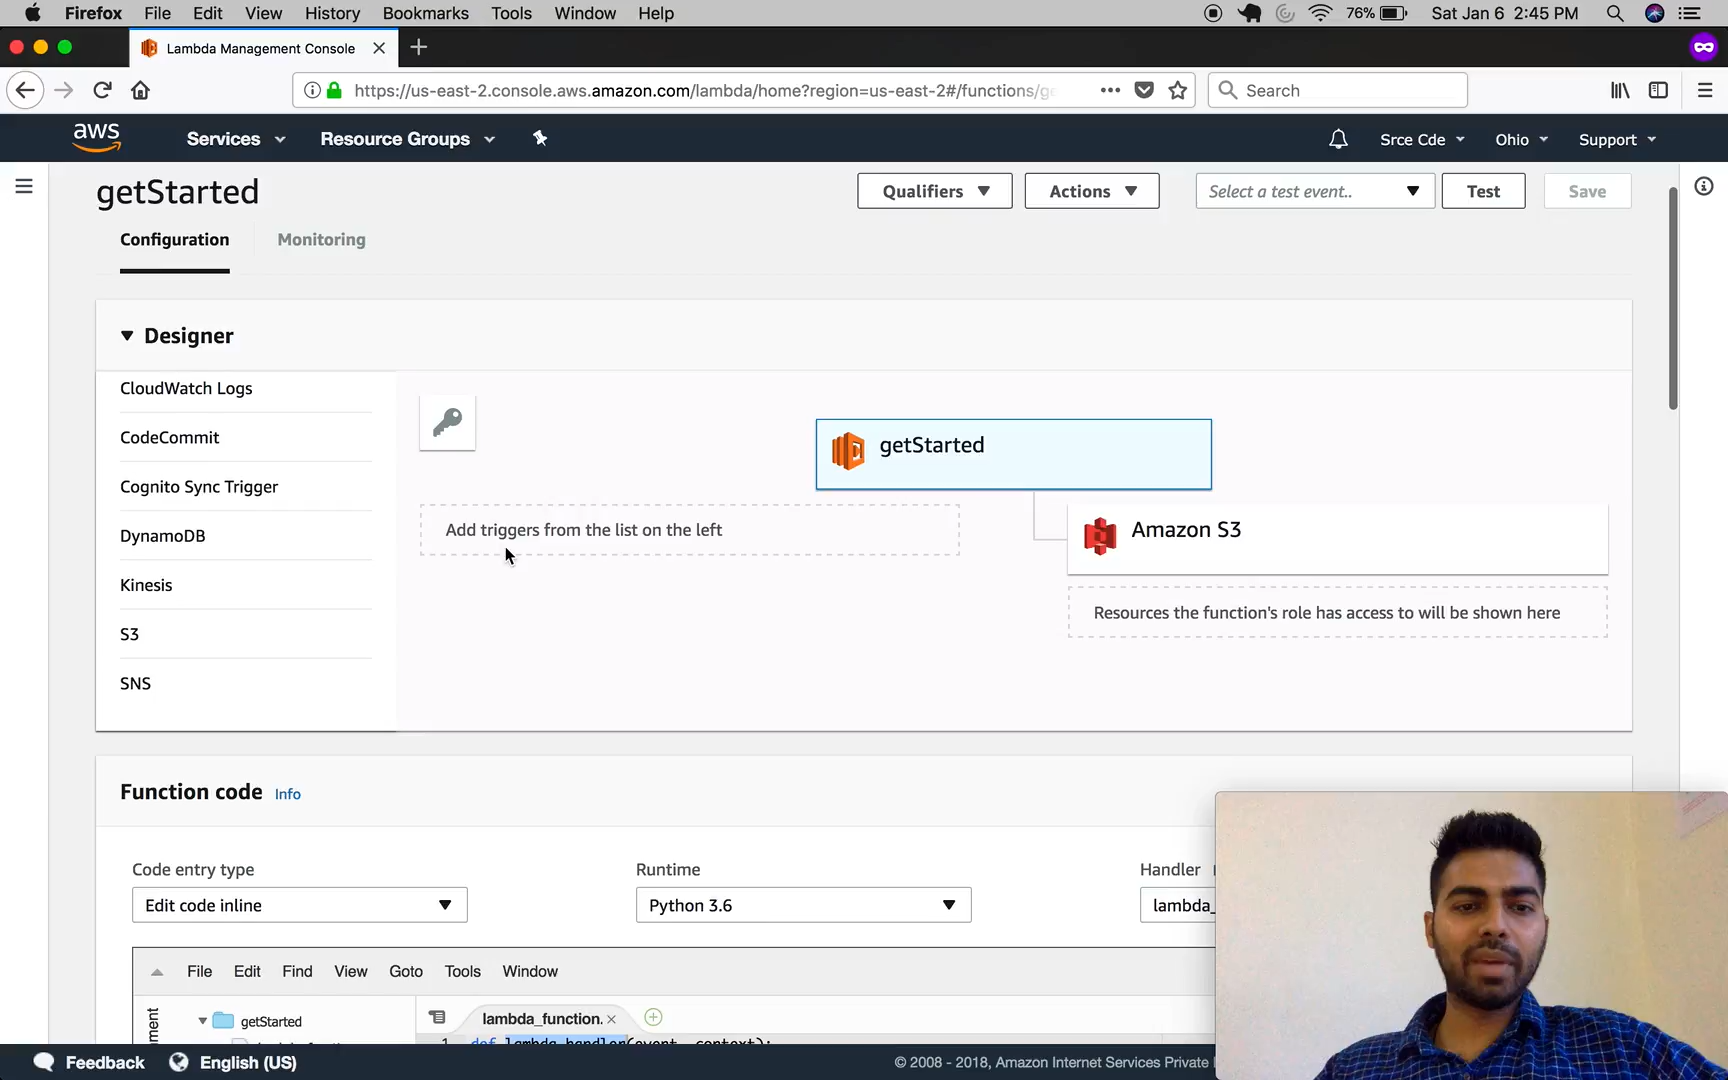 Firefox File Edit View History Bookmarks Tools Window Help 76% Sat Jan 6 2:45 PM
Lambda Management Console
https://us-east-2.console.aws.amazon.com/lambda/home?region=us-east-2#/functions/ge Search
aws Services Resource Groups Srce Cde Ohio Support
getStarted Qualifiers Actions Select a test event.. Test Save
Configuration Monitoring
Designer
CloudWatch Logs
CodeCommit
Cognito Sync Trigger
DynamoDB
Kinesis
S3
SNS
getStarted
Add triggers from the list on the left
Amazon S3
Resources the function's role has access to will be shown here
Function code Info
Code entry type Runtime Handler
Edit code inline Python 3.6 lambda_
File Edit Find View Goto Tools Window
getStarted lambda_function.
1 def lambda_handler(event, context):
Feedback English (US) © 2008 - 2018, Amazon Internet Services Private